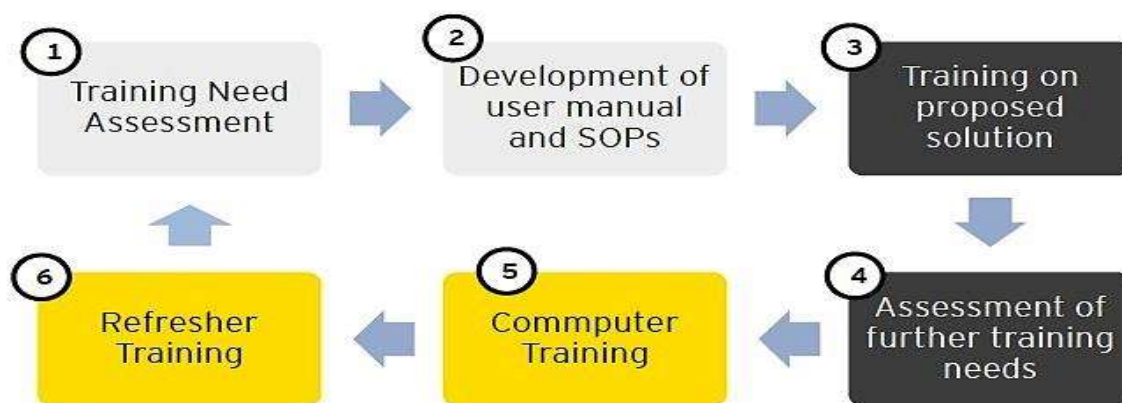 1
Training Need
Assessment
2
Development of
user manual
and SOPs
3
Training on
proposed
solution
4
Assessment of
further training
needs
5
Commputer
Training
6
Refresher
Training